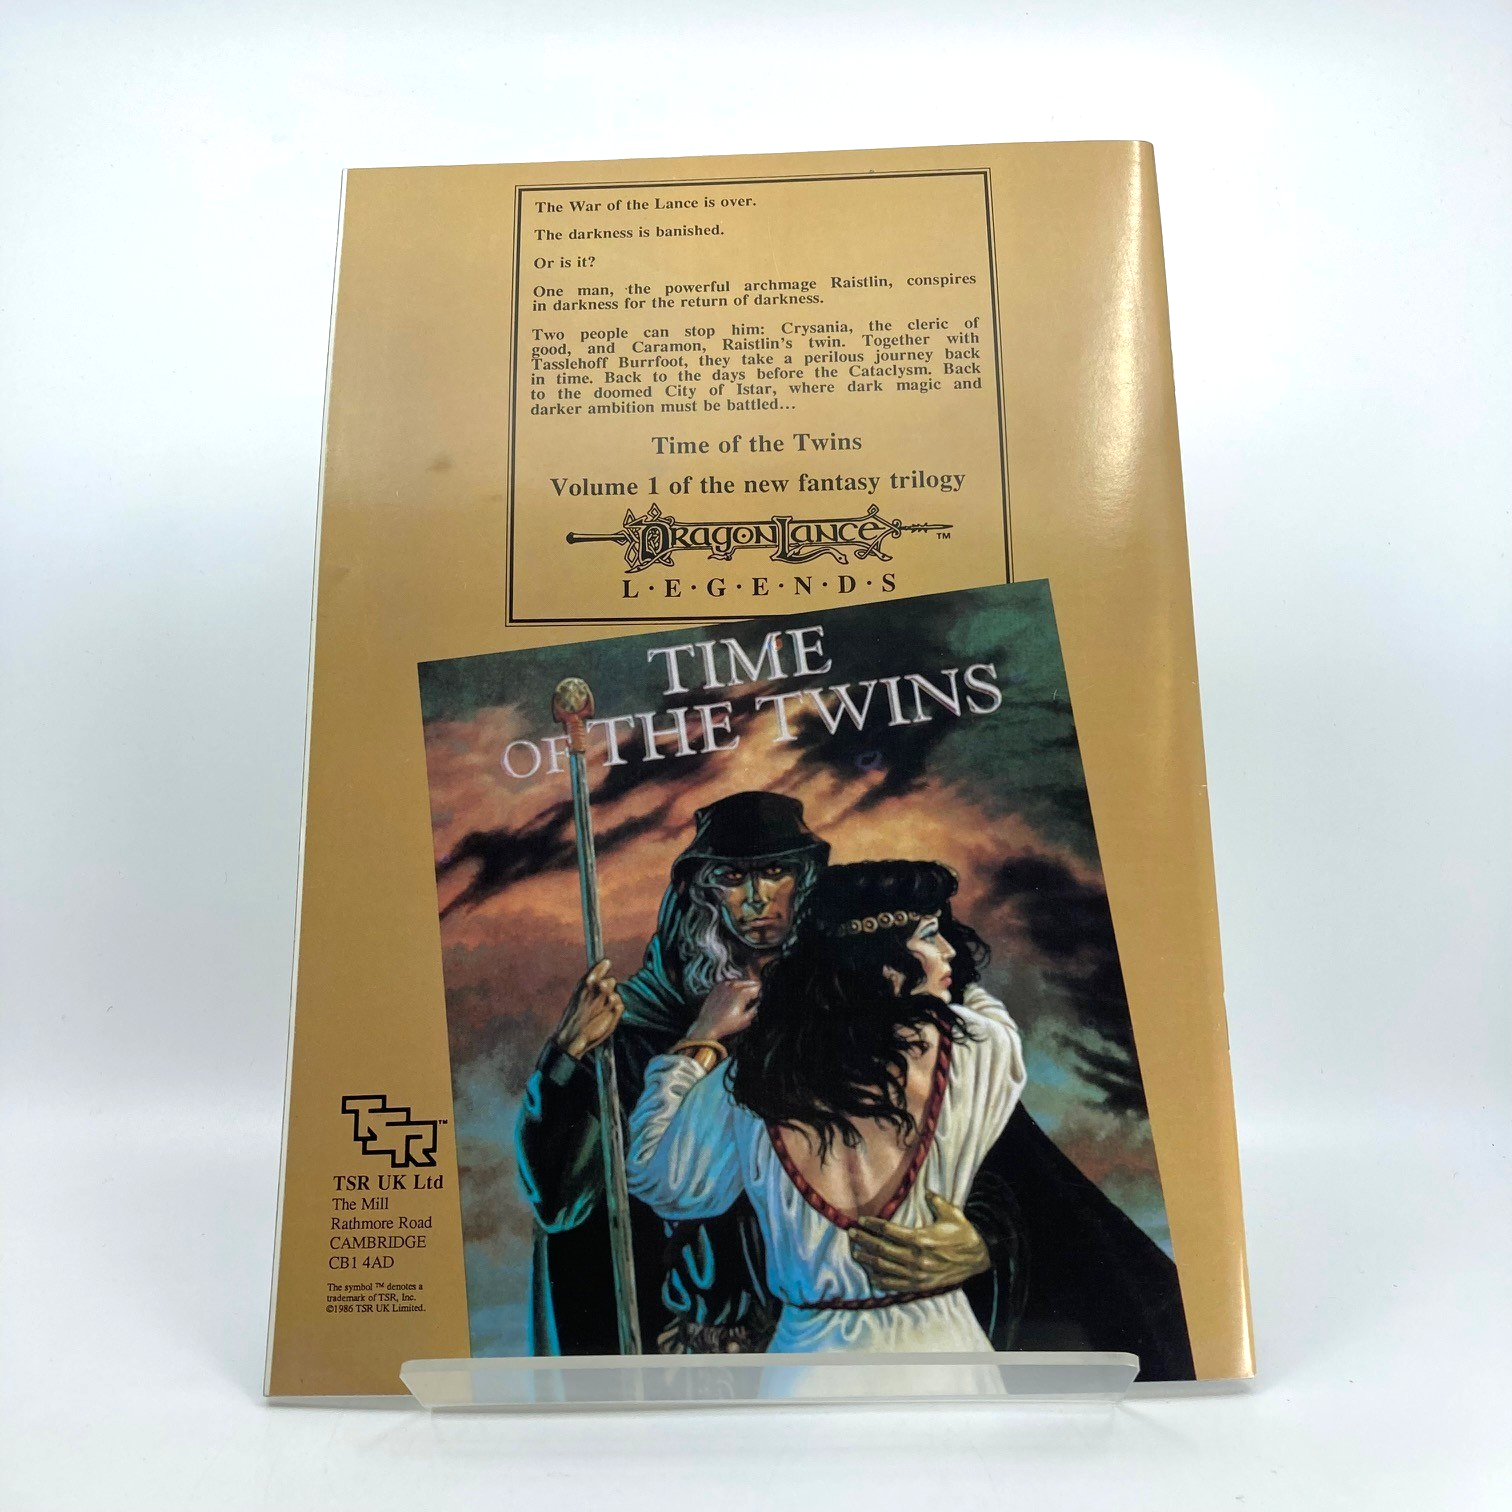 The War of the Lance is over.
The darkness is banished.
Or is it?
One man, the powerful archmage Raistlin, conspires
in darkness for the return of darkness.
Two people can stop him: Crysania, the cleric of
good, and Caramon, Raistlin's twin. Together with
Tasslehoff Burrfoot, they take a perilous journey back
in time. Back to the days before the Cataclysm. Back
to the doomed City of Istar, where dark magic and
darker ambition must be battled...
Time of the Twins
Volume 1 of the new fantasy trilogy
DRAGONLANCE ™
L·E·G·E·N·D·S
TIME
OF THE TWINS
TSR™
TSR UK Ltd
The Mill
Rathmore Road
CAMBRIDGE
CB1 4AD
The symbol ™ denotes a
trademark of TSR, Inc.
©1986 TSR UK Limited.